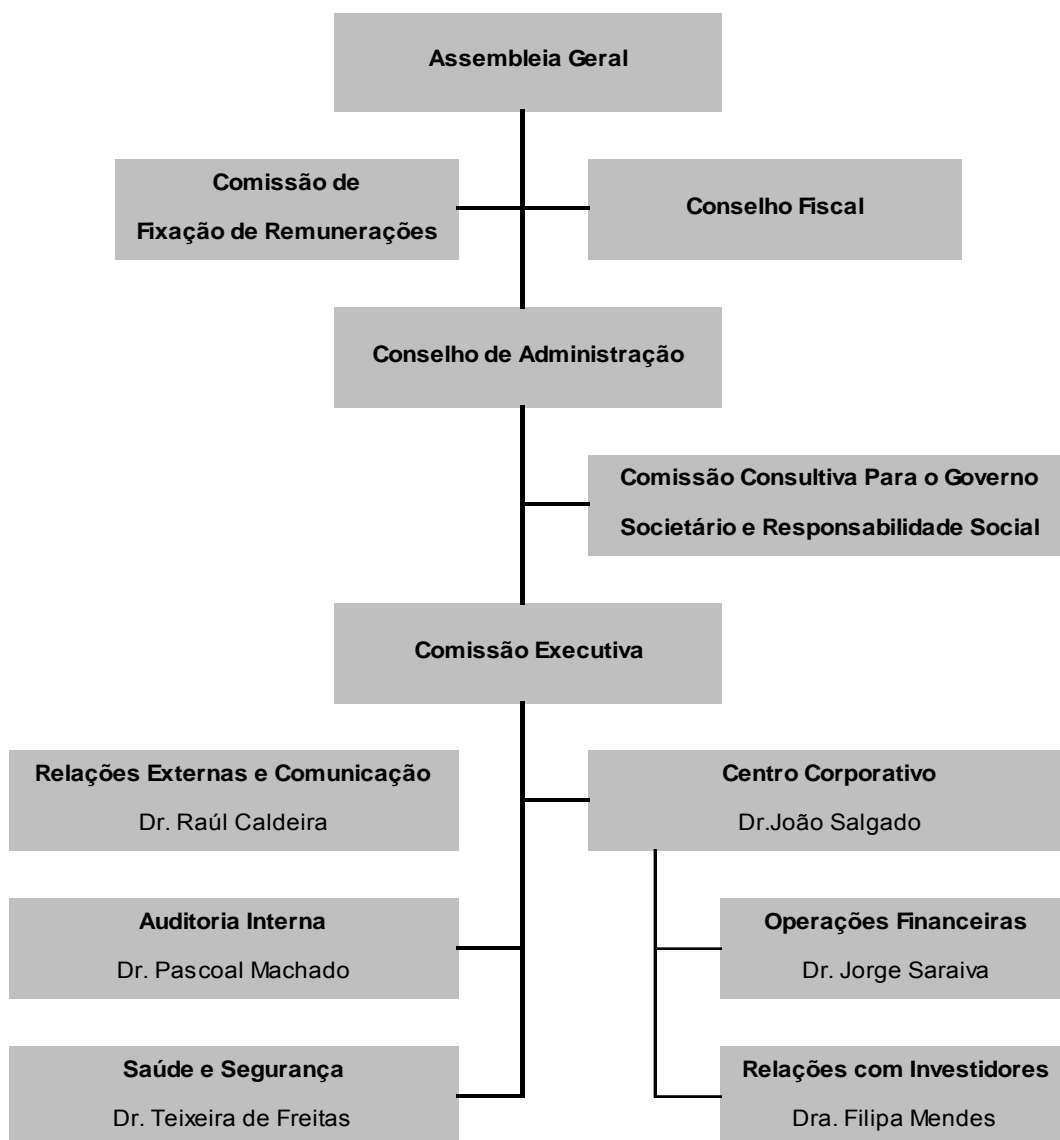 Assembleia Geral
Comissão de
Fixação de Remunerações
Conselho Fiscal
Conselho de Administração
Comissão Consultiva Para o Governo
Societário e Responsabilidade Social
Comissão Executiva
Relações Externas e Comunicação
Dr. Raúl Caldeira
Centro Corporativo
Dr.João Salgado
Auditoria Interna
Dr. Pascoal Machado
Operações Financeiras
Dr. Jorge Saraiva
Saúde e Segurança
Dr. Teixeira de Freitas
Relações com Investidores
Dra. Filipa Mendes